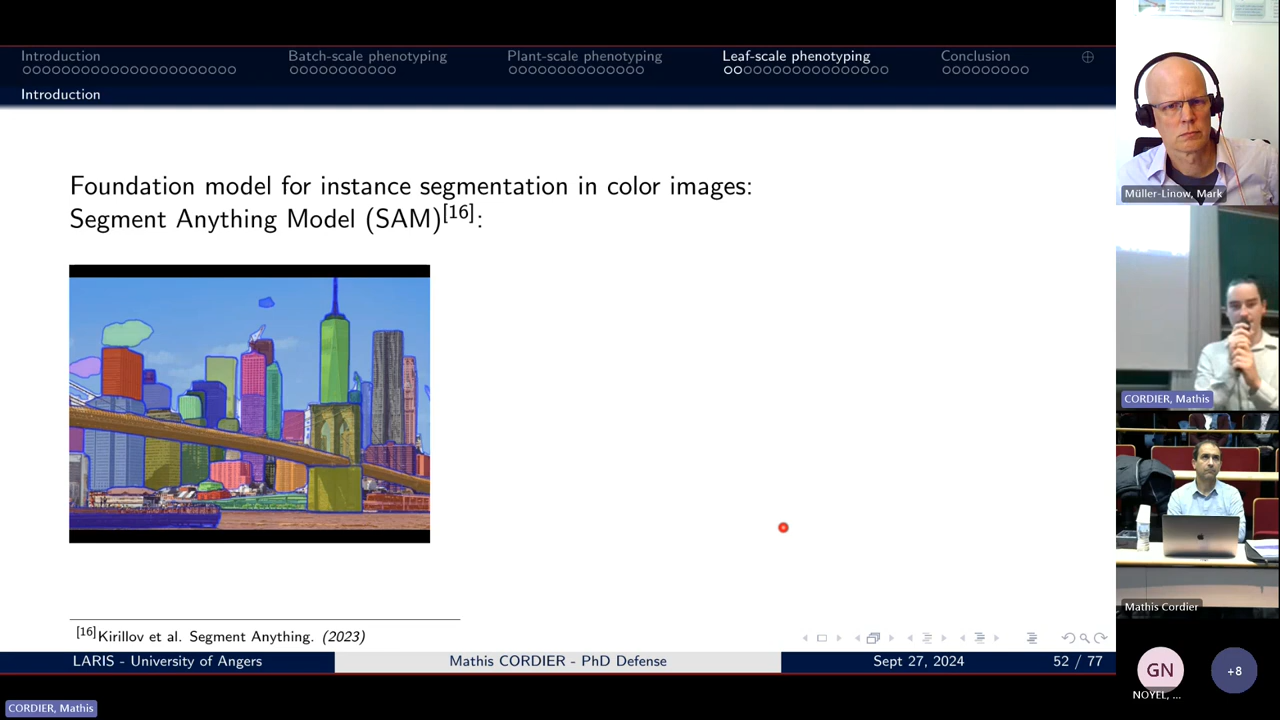 Introduction
Batch-scale phenotyping
Plant-scale phenotyping
Leaf-scale phenotyping
Conclusion
Introduction
Foundation model for instance segmentation in color images:
Segment Anything Model (SAM)[16]:
[16]Kirillov et al. Segment Anything. (2023)
LARIS - University of Angers
Mathis CORDIER - PhD Defense
Sept 27, 2024
52 / 77
CORDIER, Mathis
Müller-Linow, Mark
CORDIER, Mathis
Mathis Cordier
GN
NOYEL, ...
+8